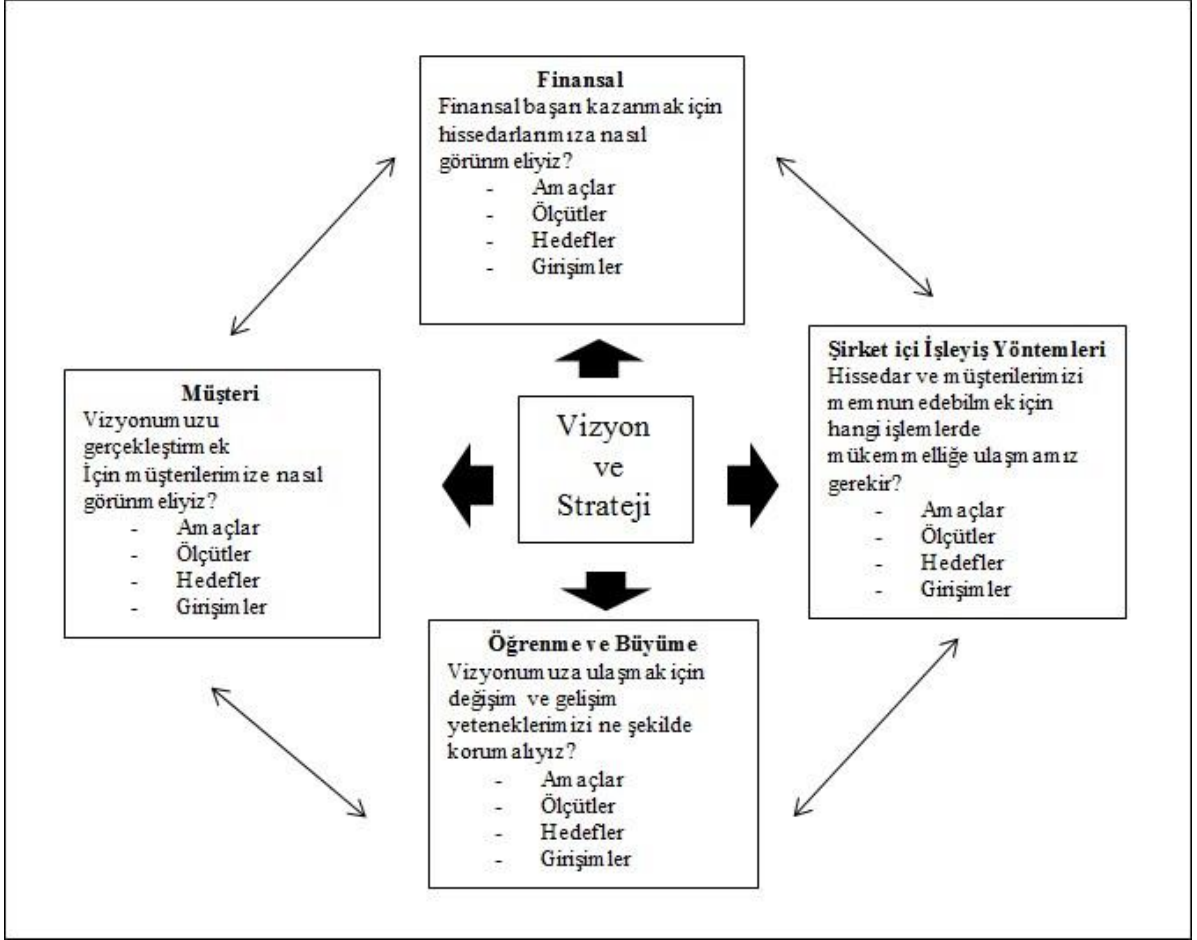 Finansal
Finansal başarı kazanmak için
hissedarlarımıza nasıl
görünmeliyiz?
- Amaçlar
- Ölçütler
- Hedefler
- Girişimler
Müşteri
Vizyonumuzu
gerçekleştirmek
İçin müşterilerimize nasıl
görünmeliyiz?
- Amaçlar
- Ölçütler
- Hedefler
- Girişimler
Vizyon
ve
Strateji
Şirket içi İşleyiş Yöntemleri
Hissedar ve müşterilerimizi
memnun edebilmek için
hangi işlemlerde
mükemmelliğe ulaşmamız
gerekir?
- Amaçlar
- Ölçütler
- Hedefler
- Girişimler
Öğrenme ve Büyüme
Vizyonumuza ulaşmak için
değişim ve gelişim
yeteneklerimizi ne şekilde
korumalıyız?
- Amaçlar
- Ölçütler
- Hedefler
- Girişimler